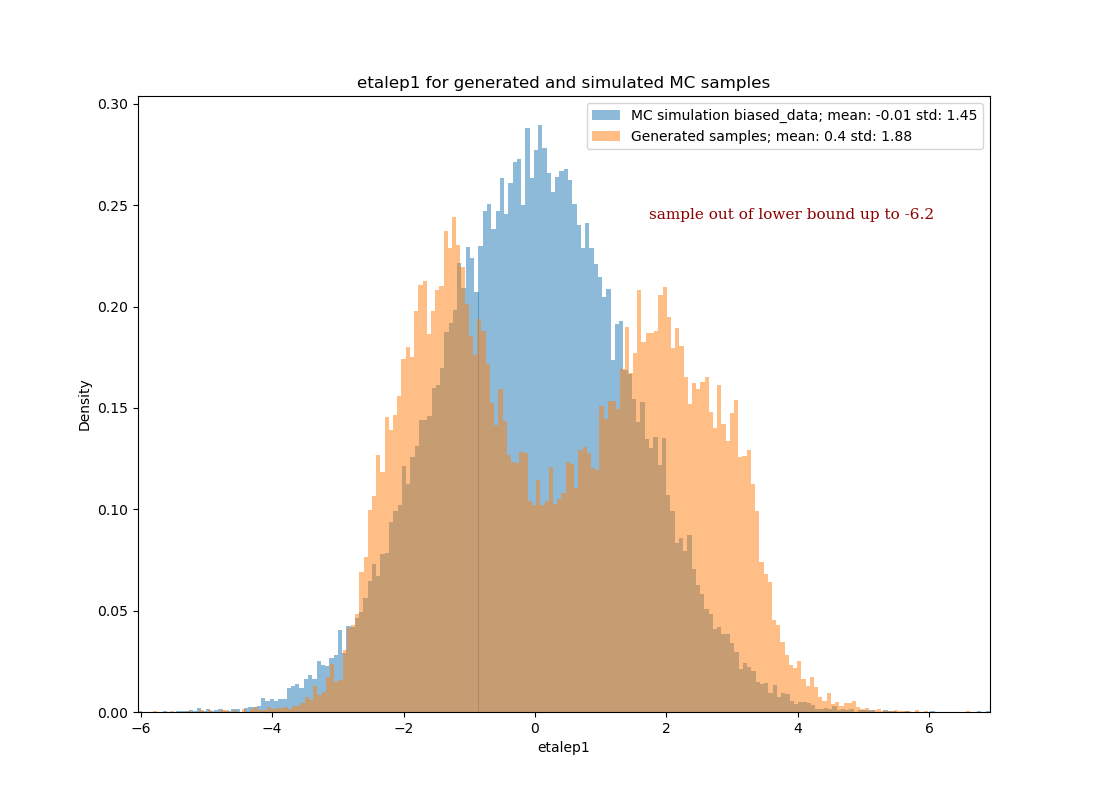 etalep1 for generated and simulated MC samples
0.30
0.25
0.20
0.15
0.10
0.05
0.00
Density
MC simulation biased_data; mean: -0.01 std: 1.45
Generated samples; mean: 0.4 std: 1.88
sample out of lower bound up to -6.2
−6 −4 −2 0 2 4 6
etalep1